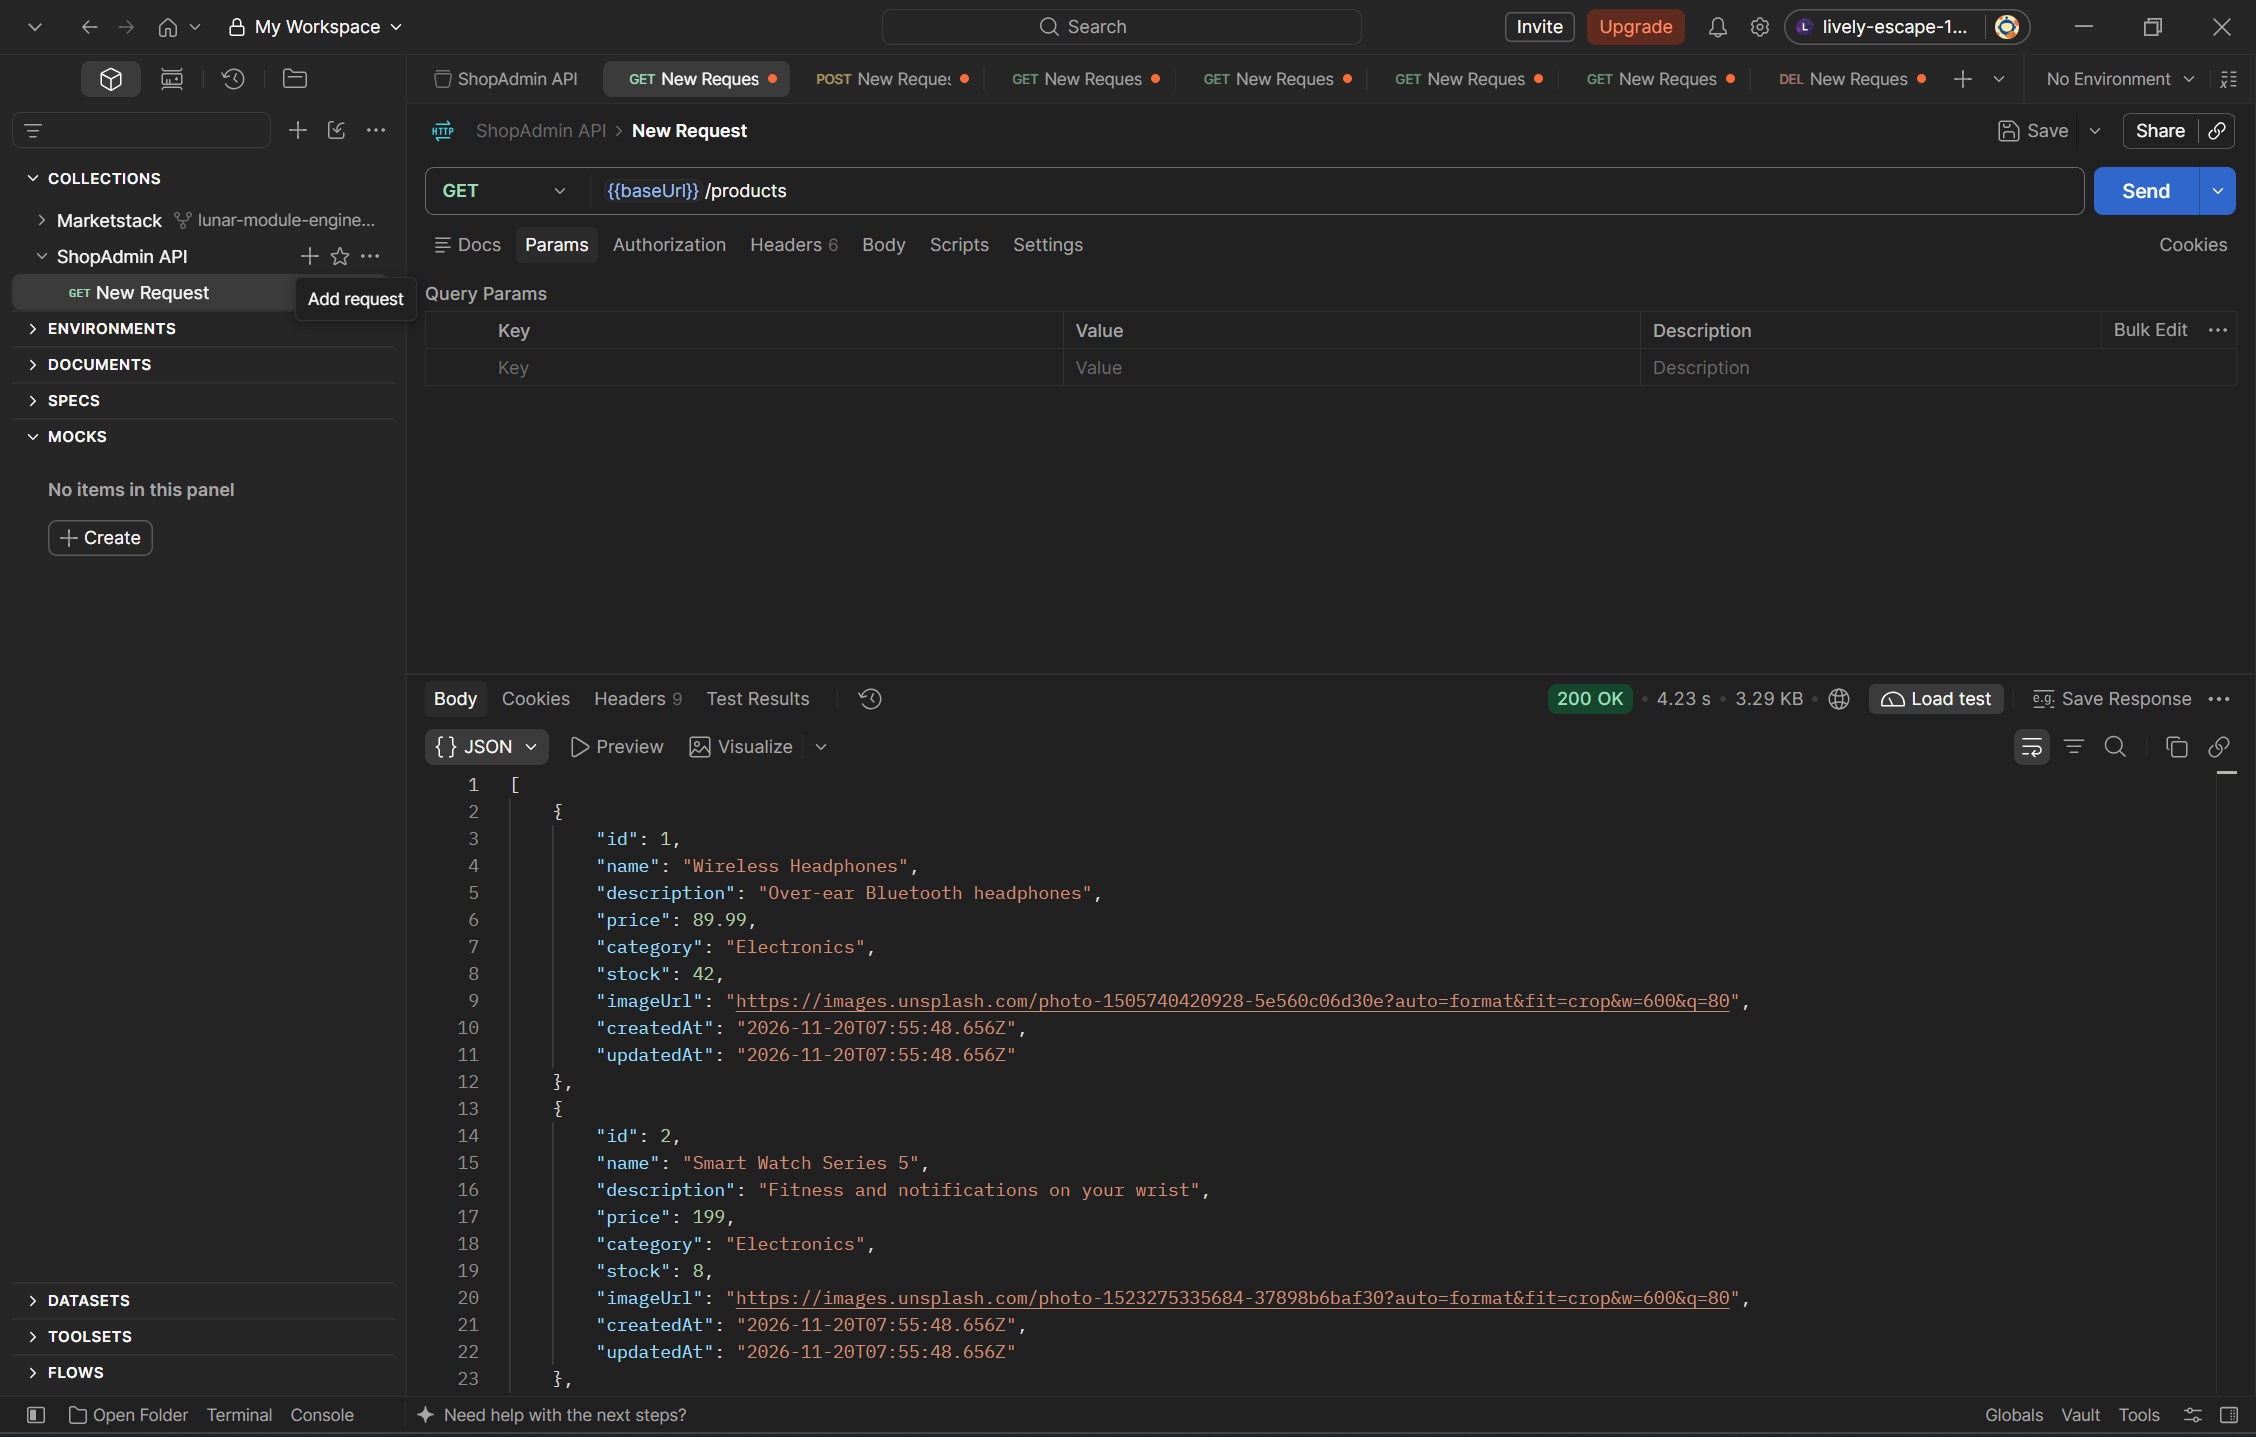 My Workspace
Search
Invite
Upgrade
L
lively-escape-1...
ShopAdmin API
GET New Reques
POST New Reques
GET New Reques
GET New Reques
GET New Reques
GET New Reques
DEL New Reques
No Environment
HTTP
ShopAdmin API > New Request
Save
Share
COLLECTIONS
Marketstack lunar-module-engine...
ShopAdmin API
GET New Request
Add request
ENVIRONMENTS
DOCUMENTS
SPECS
MOCKS
No items in this panel
Create
DATASETS
TOOLSETS
FLOWS
GET
{{baseUrl}} /products
Send
Docs
Params
Authorization
Headers 6
Body
Scripts
Settings
Cookies
Query Params
Key Value Description Bulk Edit
Key Value Description
Body
Cookies
Headers 9
Test Results
200 OK • 4.23 s • 3.29 KB •
Load test
e.g. Save Response
{} JSON
Preview
Visualize
1 [
2 {
3 "id": 1,
4 "name": "Wireless Headphones",
5 "description": "Over-ear Bluetooth headphones",
6 "price": 89.99,
7 "category": "Electronics",
8 "stock": 42,
9 "imageUrl": "https://images.unsplash.com/photo-1505740420928-5e560c06d30e?auto=format&fit=crop&w=600&q=80",
10 "createdAt": "2026-11-20T07:55:48.656Z",
11 "updatedAt": "2026-11-20T07:55:48.656Z"
12 },
13 {
14 "id": 2,
15 "name": "Smart Watch Series 5",
16 "description": "Fitness and notifications on your wrist",
17 "price": 199,
18 "category": "Electronics",
19 "stock": 8,
20 "imageUrl": "https://images.unsplash.com/photo-1523275335684-37898b6baf30?auto=format&fit=crop&w=600&q=80",
21 "createdAt": "2026-11-20T07:55:48.656Z",
22 "updatedAt": "2026-11-20T07:55:48.656Z"
23 },
Open Folder
Terminal
Console
Need help with the next steps?
Globals
Vault
Tools